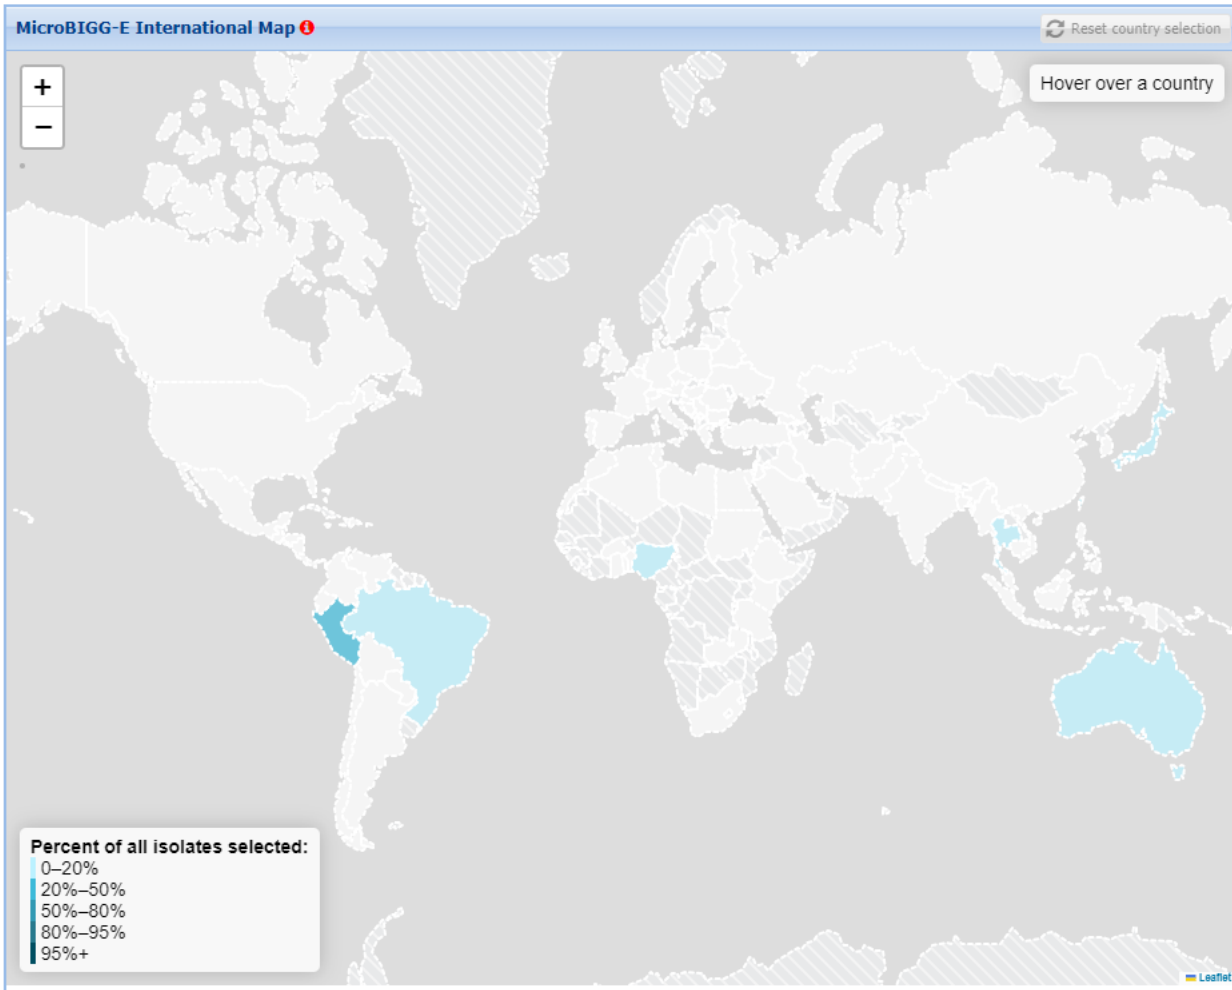 MicroBIGG-E International Map
Reset country selection
+
Hover over a country
−
Percent of all isolates selected:
0–20%
20%–50%
50%–80%
80%–95%
95%+
Leaflet